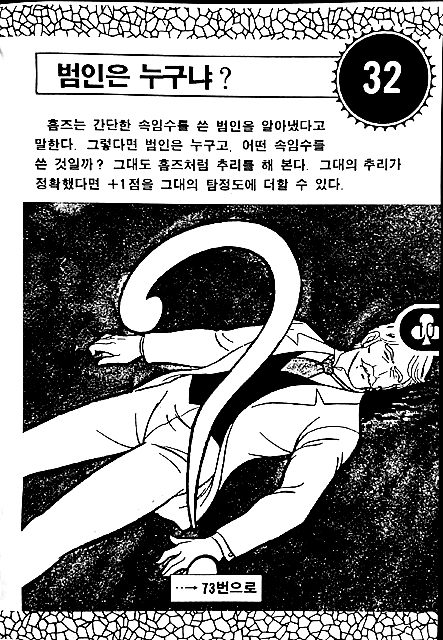 범인은 누구냐?
32
홈즈는 간단한 속임수를 쓴 범인을 알아냈다고
말한다. 그렇다면 범인은 누구고, 어떤 속임수를
쓴 것일까? 그대도 홈즈처럼 추리를 해 본다. 그대의 추리가
정확했다면 +1점을 그대의 탐정도에 더할 수 있다.
…→ 73번으로